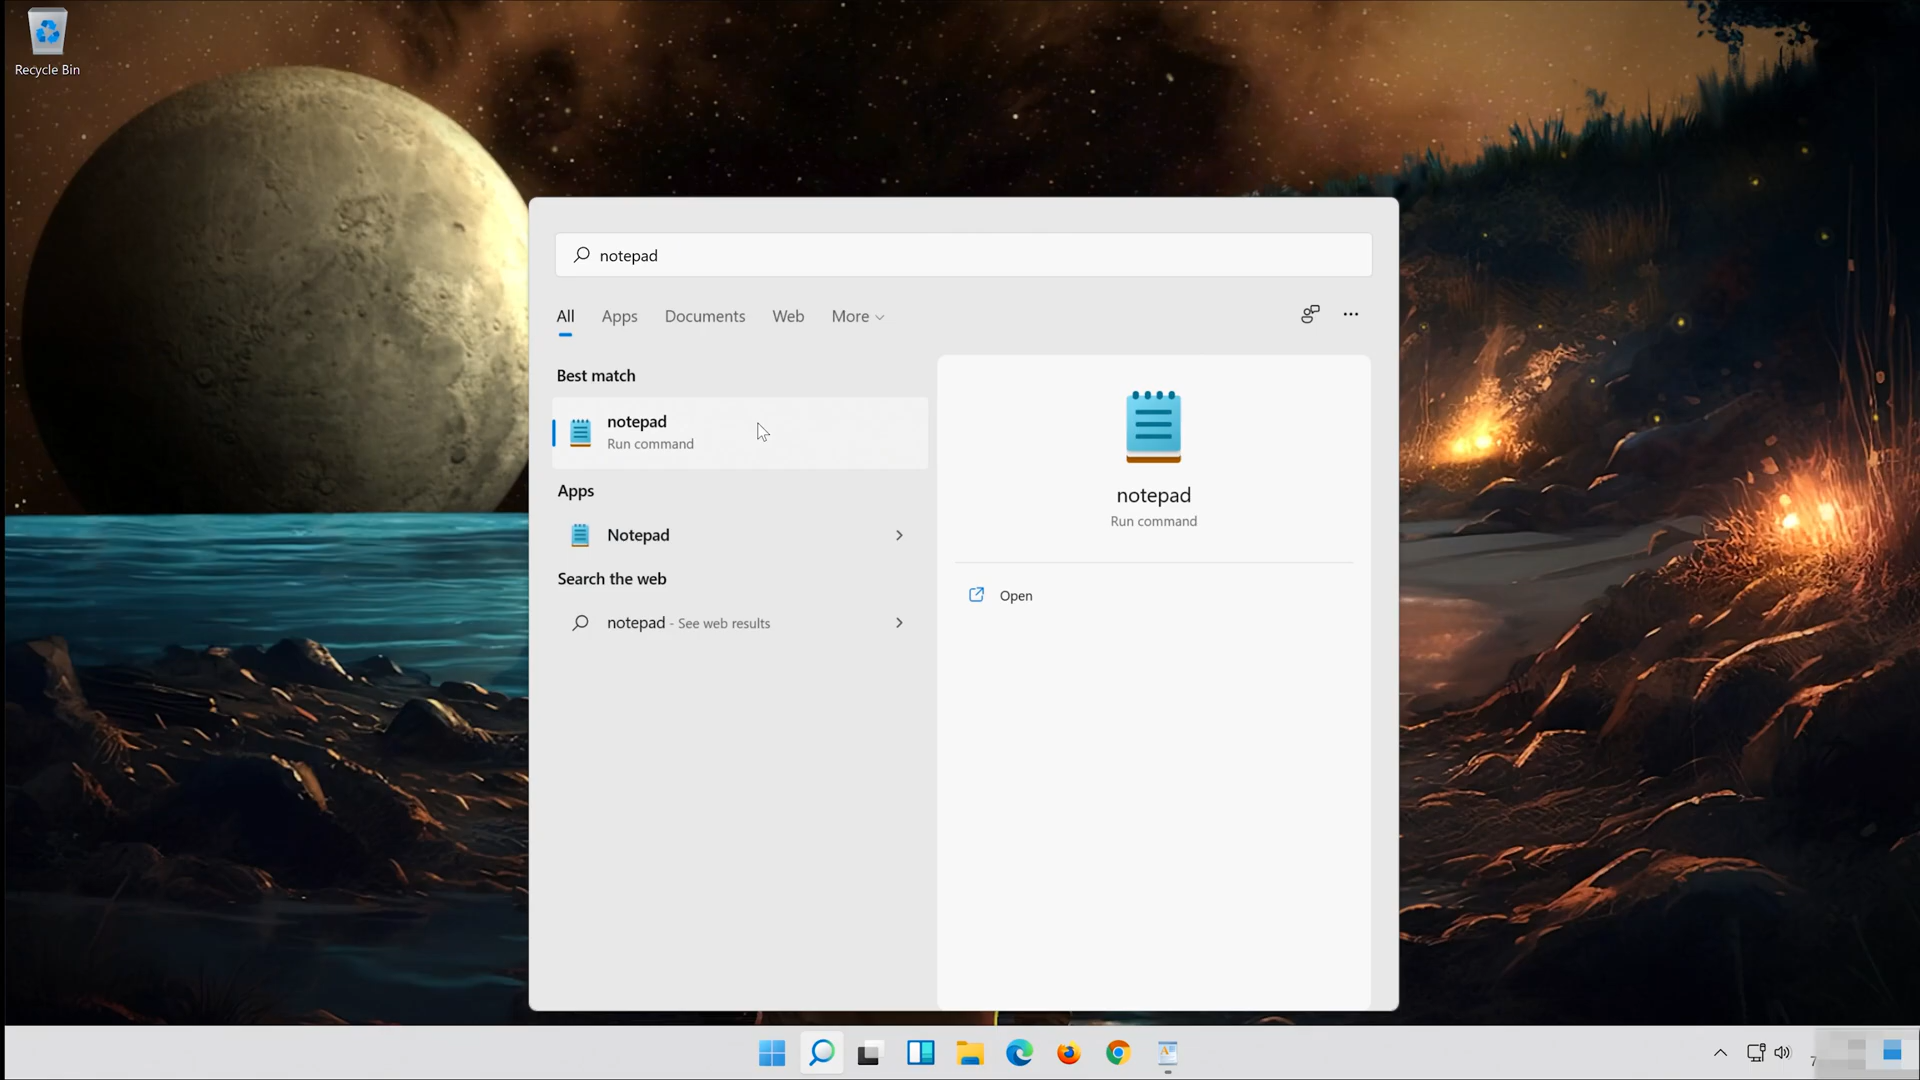 Recycle Bin
notepad
All Apps Documents Web More
Best match
notepad
Run command
Apps
Notepad
Search the web
notepad - See web results
notepad
Run command
Open